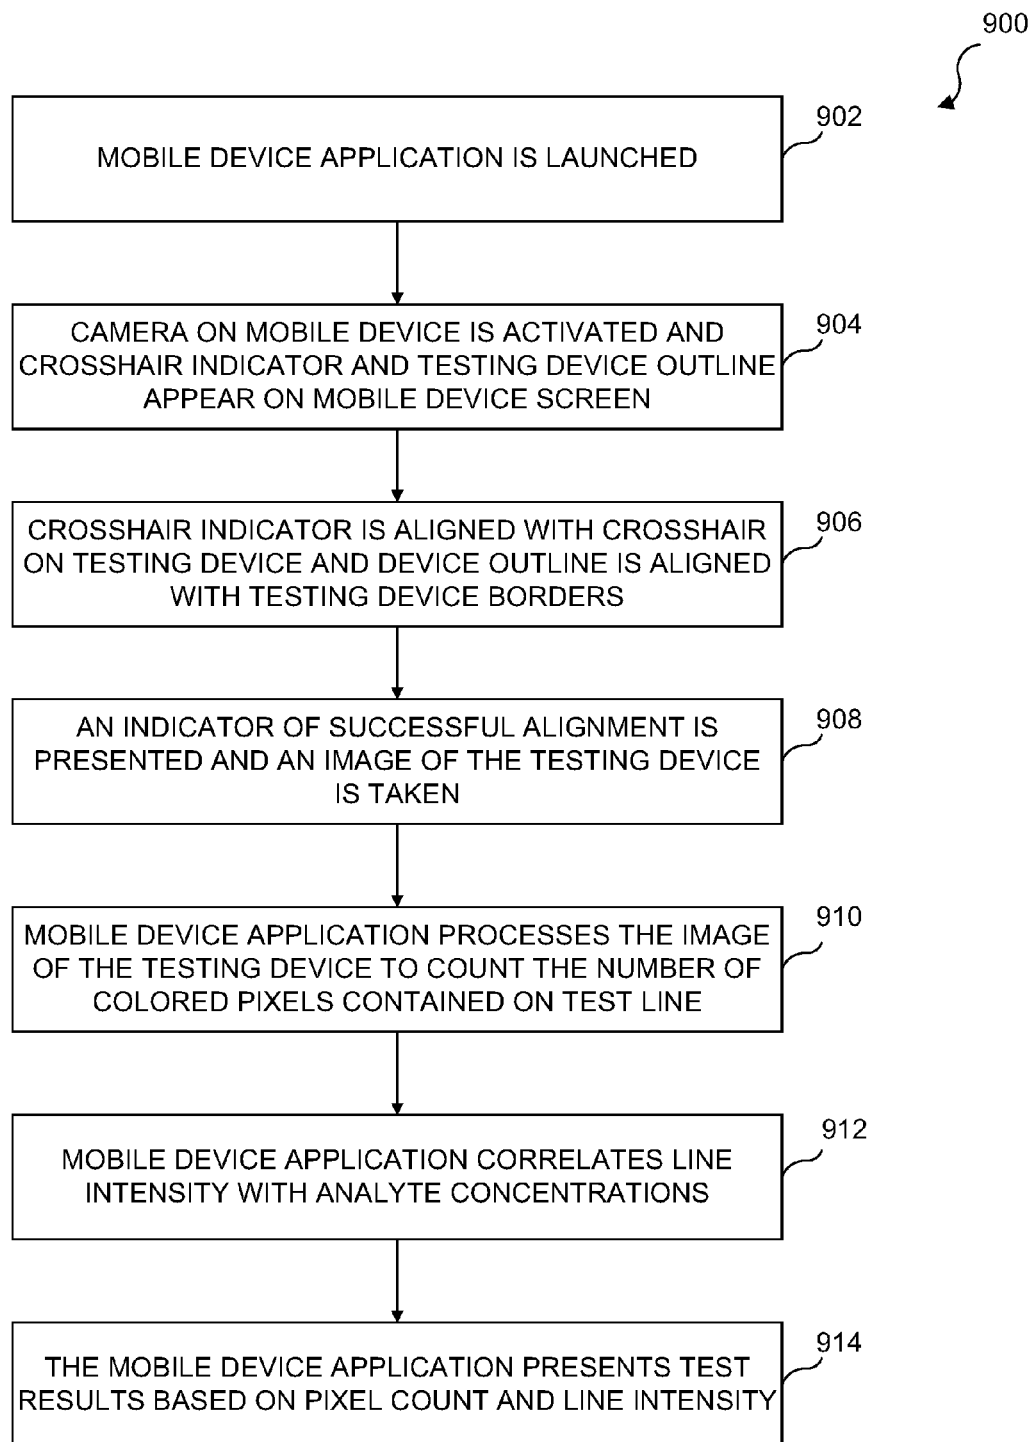 900
902
MOBILE DEVICE APPLICATION IS LAUNCHED
904
CAMERA ON MOBILE DEVICE IS ACTIVATED AND
CROSSHAIR INDICATOR AND TESTING DEVICE OUTLINE
APPEAR ON MOBILE DEVICE SCREEN
906
CROSSHAIR INDICATOR IS ALIGNED WITH CROSSHAIR
ON TESTING DEVICE AND DEVICE OUTLINE IS ALIGNED
WITH TESTING DEVICE BORDERS
908
AN INDICATOR OF SUCCESSFUL ALIGNMENT IS
PRESENTED AND AN IMAGE OF THE TESTING DEVICE
IS TAKEN
910
MOBILE DEVICE APPLICATION PROCESSES THE IMAGE
OF THE TESTING DEVICE TO COUNT THE NUMBER OF
COLORED PIXELS CONTAINED ON TEST LINE
912
MOBILE DEVICE APPLICATION CORRELATES LINE
INTENSITY WITH ANALYTE CONCENTRATIONS
914
THE MOBILE DEVICE APPLICATION PRESENTS TEST
RESULTS BASED ON PIXEL COUNT AND LINE INTENSITY